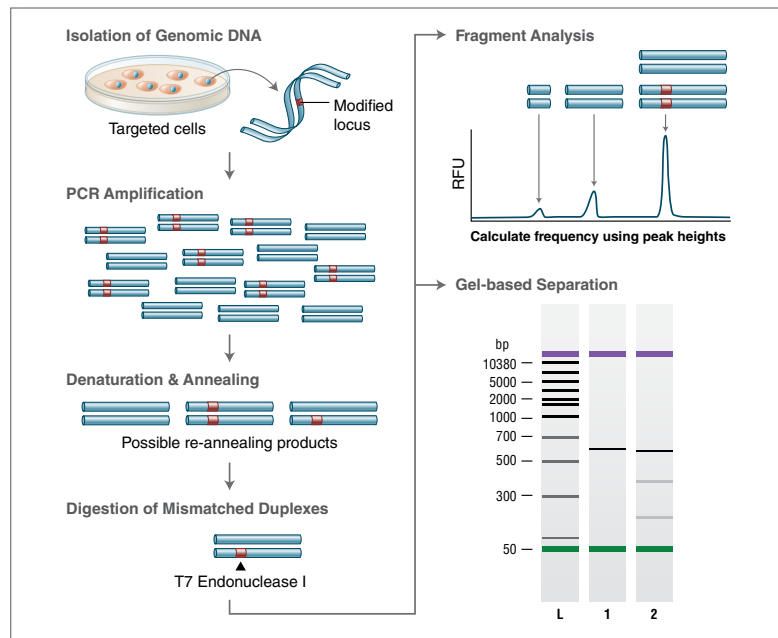 Isolation of Genomic DNA
Targeted cells
Modified
locus
PCR Amplification
Denaturation & Annealing
Possible re-annealing products
Digestion of Mismatched Duplexes
T7 Endonuclease I
Fragment Analysis
RFU
Calculate frequency using peak heights
Gel-based Separation
bp
10380
5000
2000
1000
700
500
300
50
L 1 2